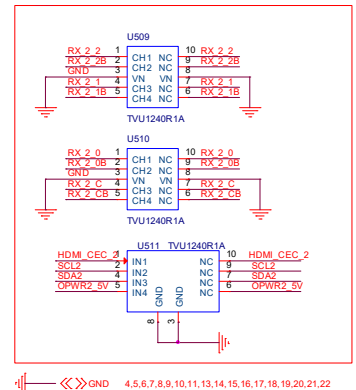 U509
RX_2_2 1 CH1 NC 10 RX_2_2
RX_2_2B 2 CH2 NC 9 RX_2_2B
GND 3 VN VN 8
RX_2_1 4 CH3 NC 7 RX_2_1
RX_2_1B 5 CH4 NC 6 RX_2_1B
TVU1240R1A
U510
RX_2_0 1 CH1 NC 10 RX_2_0
RX_2_0B 2 CH2 NC 9 RX_2_0B
GND 3 VN VN 8
RX_2_C 4 CH3 NC 7 RX_2_C
RX_2_CB 5 CH4 NC 6 RX_2_CB
TVU1240R1A
U511 TVU1240R1A
HDMI_CEC_2 1 IN1 NC 10 HDMI_CEC_2
SCL2 2 IN2 NC 9 SCL2
SDA2 4 IN3 NC 7 SDA2
OPWR2_5V 5 IN4 NC 6 OPWR2_5V
GND GND
8 3
GND 4,5,6,7,8,9,10,11,13,14,15,16,17,18,19,20,21,22